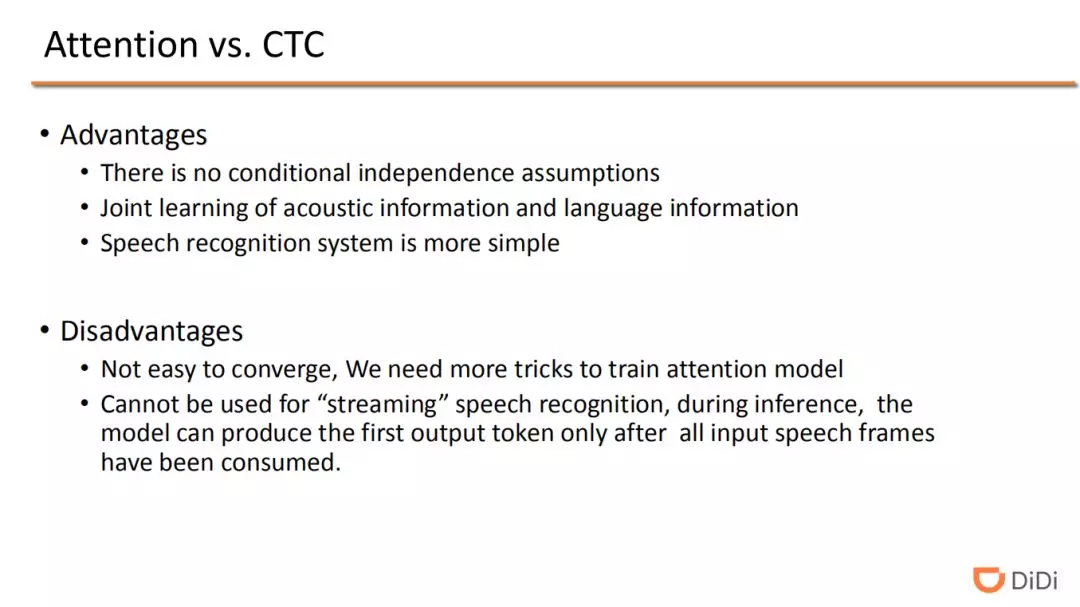 Attention vs. CTC
• Advantages
• There is no conditional independence assumptions
• Joint learning of acoustic information and language information
• Speech recognition system is more simple
• Disadvantages
• Not easy to converge, We need more tricks to train attention model
• Cannot be used for “streaming” speech recognition, during inference, the
model can produce the first output token only after all input speech frames
have been consumed.
DiDi